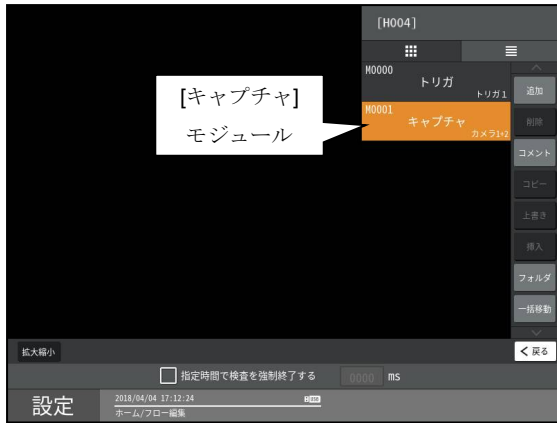 [H004]
M0000
トリガ
トリガ1
[キャプチャ]
モジュール
M0001
キャプチャ
カメラ1+2
追加
削除
コメント
コピー
上書き
挿入
フォルダ
一括移動
拡大縮小
戻る
指定時間で検査を強制終了する
0000 ms
設定
2018/04/04 17:12:24
ホーム/フロー編集